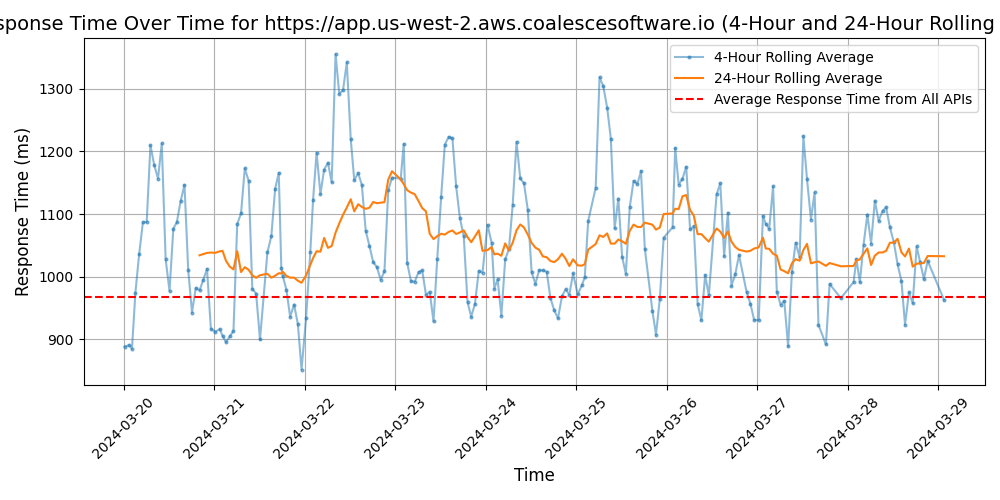 sponse Time Over Time for https://app.us-west-2.aws.coalescesoftware.io (4-Hour and 24-Hour Rolling
4-Hour Rolling Average
24-Hour Rolling Average
Average Response Time from All APIs
Response Time (ms)
1300
1200
1100
1000
900
2024-03-20
2024-03-21
2024-03-22
2024-03-23
2024-03-24
2024-03-25
2024-03-26
2024-03-27
2024-03-28
2024-03-29
Time